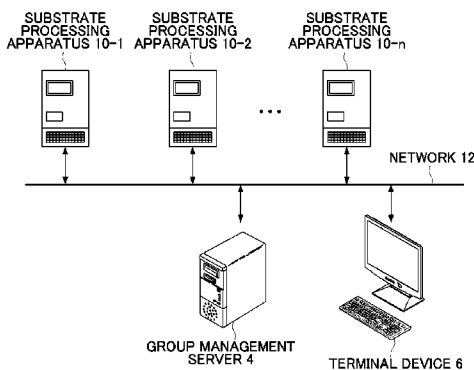 SUBSTRATE
PROCESSING
APPARATUS 10-1
SUBSTRATE
PROCESSING
APPARATUS 10-2
SUBSTRATE
PROCESSING
APPARATUS 10-n
...
NETWORK 12
GROUP MANAGEMENT
SERVER 4
TERMINAL DEVICE 6